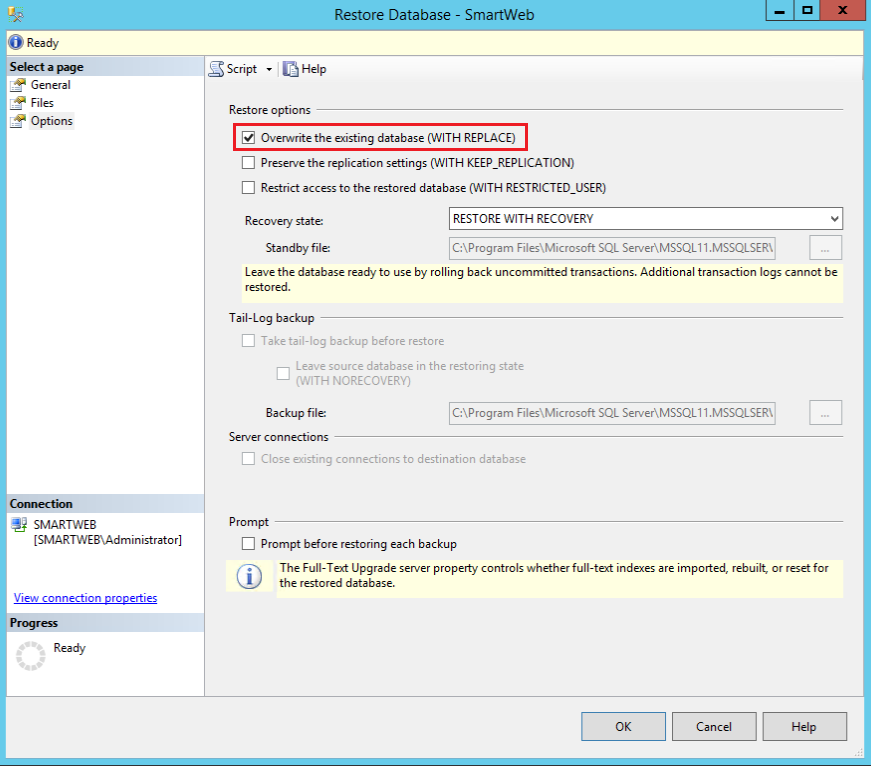 Restore Database - SmartWeb
Ready
Select a page
General
Files
Options
Script
Help
Restore options
Overwrite the existing database (WITH REPLACE)
Preserve the replication settings (WITH KEEP_REPLICATION)
Restrict access to the restored database (WITH RESTRICTED_USER)
Recovery state:
RESTORE WITH RECOVERY
Standby file:
C:\Program Files\Microsoft SQL Server\MSSQL11.MSSQLSER\
...
Leave the database ready to use by rolling back uncommitted transactions. Additional transaction logs cannot be
restored.
Tail-Log backup
Take tail-log backup before restore
Leave source database in the restoring state
(WITH NORECOVERY)
Backup file:
C:\Program Files\Microsoft SQL Server\MSSQL11.MSSQLSER\
...
Server connections
Close existing connections to destination database
Prompt
Prompt before restoring each backup
The Full-Text Upgrade server property controls whether full-text indexes are imported, rebuilt, or reset for
the restored database.
Connection
SMARTWEB
[SMARTWEB\Administrator]
View connection properties
Progress
Ready
OK
Cancel
Help